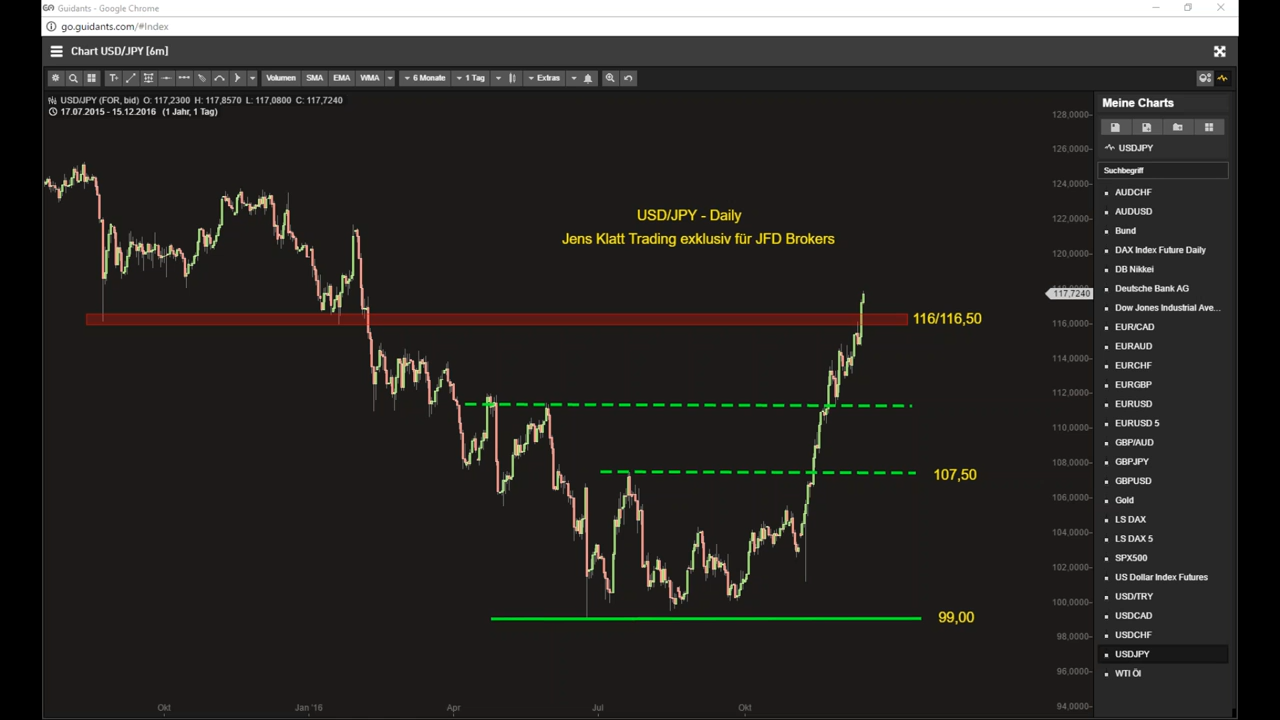 Guidants - Google Chrome
go.guidants.com/#Index
Chart USD/JPY [6m]
Volumen SMA EMA WMA 6 Monate 1 Tag Extras
USD/JPY (FOR, bid) O: 117,2300 H: 117,8570 L: 117,0800 C: 117,7240
17.07.2015 - 15.12.2016 (1 Jahr, 1 Tag)
USD/JPY - Daily
Jens Klatt Trading exklusiv für JFD Brokers
116/116,50
107,50
99,00
128,0000
126,0000
124,0000
122,0000
120,0000
117,7240
116,0000
114,0000
112,0000
110,0000
108,0000
106,0000
104,0000
102,0000
100,0000
98,0000
96,0000
94,0000
Okt Jan '16 Apr Jul Okt
Meine Charts
USDJPY
Suchbegriff
AUDCHF
AUDUSD
Bund
DAX Index Future Daily
DB Nikkei
Deutsche Bank AG
Dow Jones Industrial Ave...
EUR/CAD
EURAUD
EURCHF
EURGBP
EURUSD
EURUSD 5
GBP/AUD
GBPJPY
GBPUSD
Gold
LS DAX
LS DAX 5
SPX500
US Dollar Index Futures
USD/TRY
USDCAD
USDCHF
USDJPY
WTI Öl